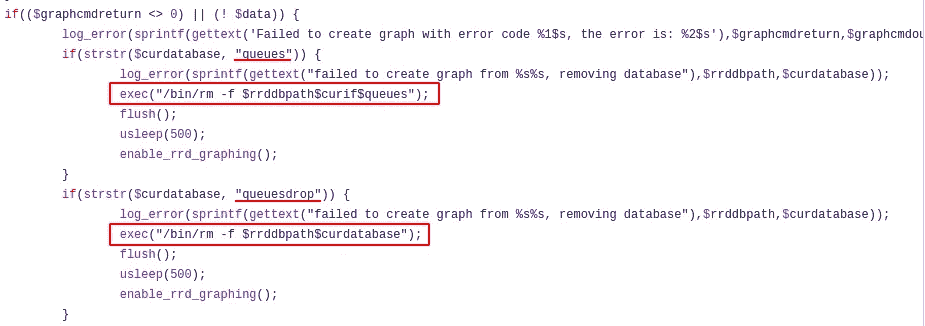 if(($graphcmdreturn <> 0) || (! $data)) {
log_error(sprintf(gettext('Failed to create graph with error code %1$s, the error is: %2$s'),$graphcmdreturn,$graphcmdou
if(strstr($curdatabase, "queues")) {
log_error(sprintf(gettext("failed to create graph from %s%s, removing database"),$rrddbpath,$curdatabase));
exec("/bin/rm -f $rrddbpath$curif$queues");
flush();
usleep(500);
enable_rrd_graphing();
}
if(strstr($curdatabase, "queuesdrop")) {
log_error(sprintf(gettext("failed to create graph from %s%s, removing database"),$rrddbpath,$curdatabase));
exec("/bin/rm -f $rrddbpath$curdatabase");
flush();
usleep(500);
enable_rrd_graphing();
}